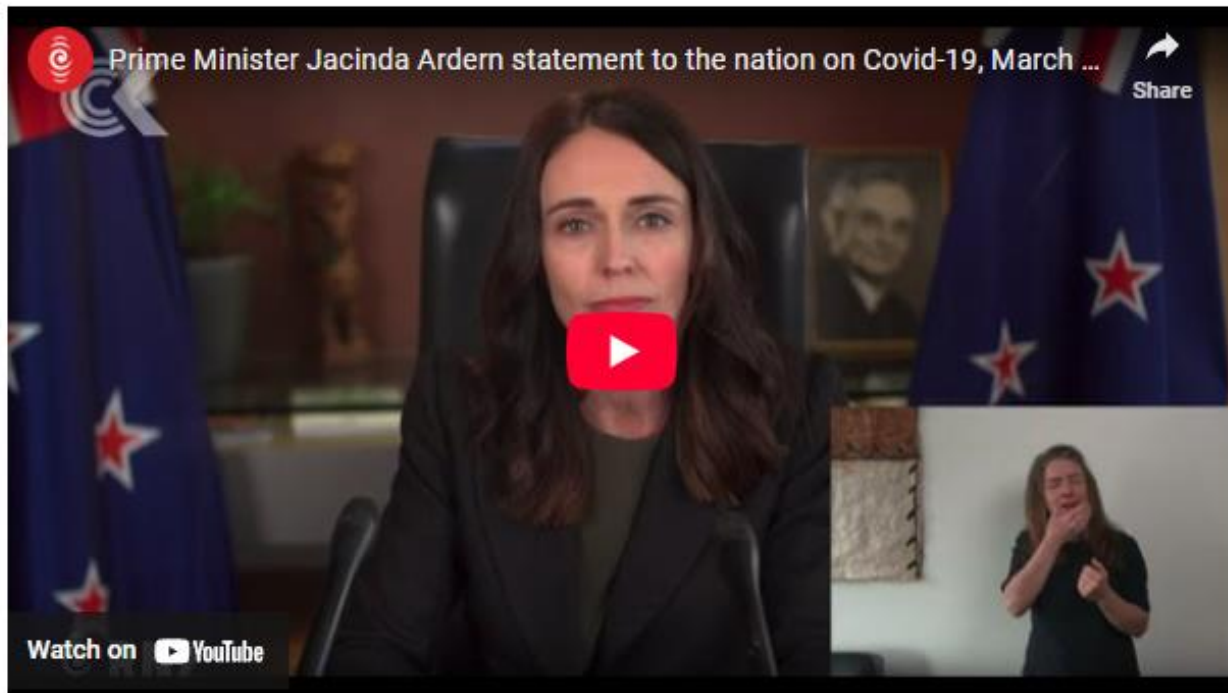 Prime Minister Jacinda Ardern statement to the nation on Covid-19, March ...
Share
Watch on YouTube